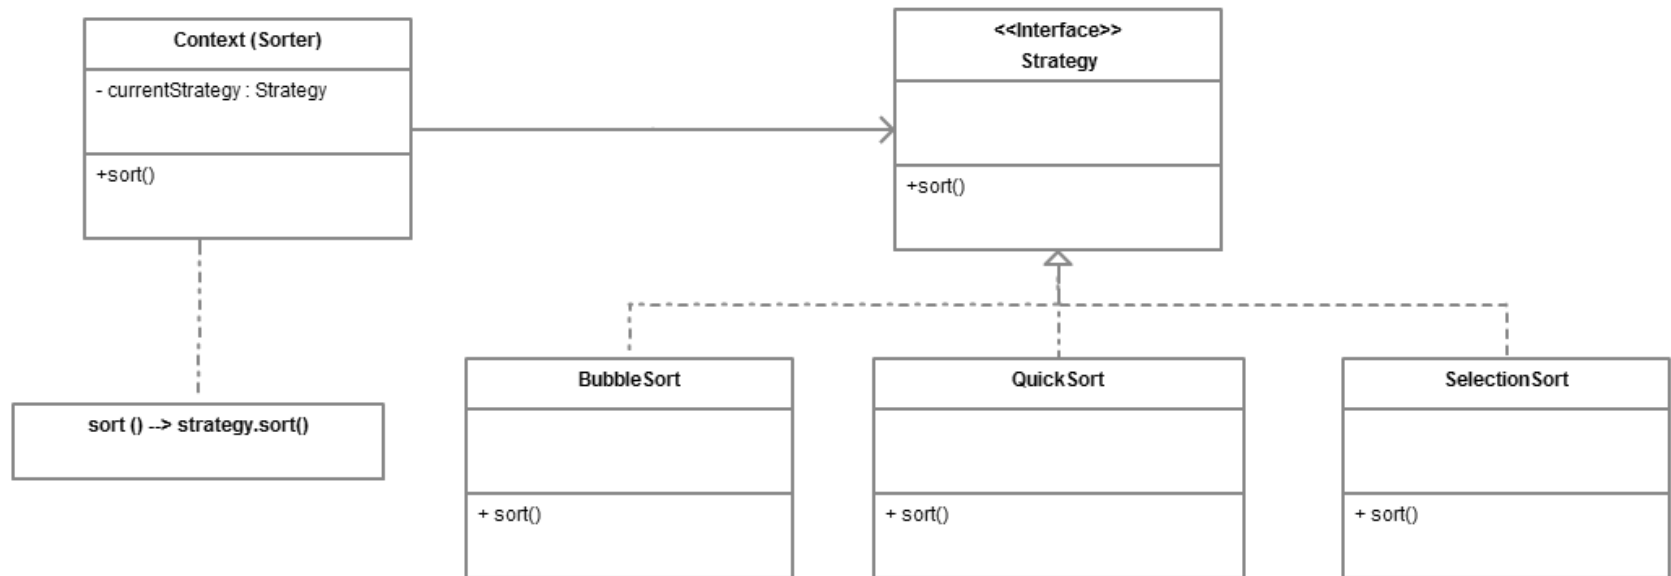 Context (Sorter)
- currentStrategy : Strategy
+sort()
<<Interface>>
Strategy
+sort()
sort () --> strategy.sort()
BubbleSort
+ sort()
QuickSort
+ sort()
SelectionSort
+ sort()